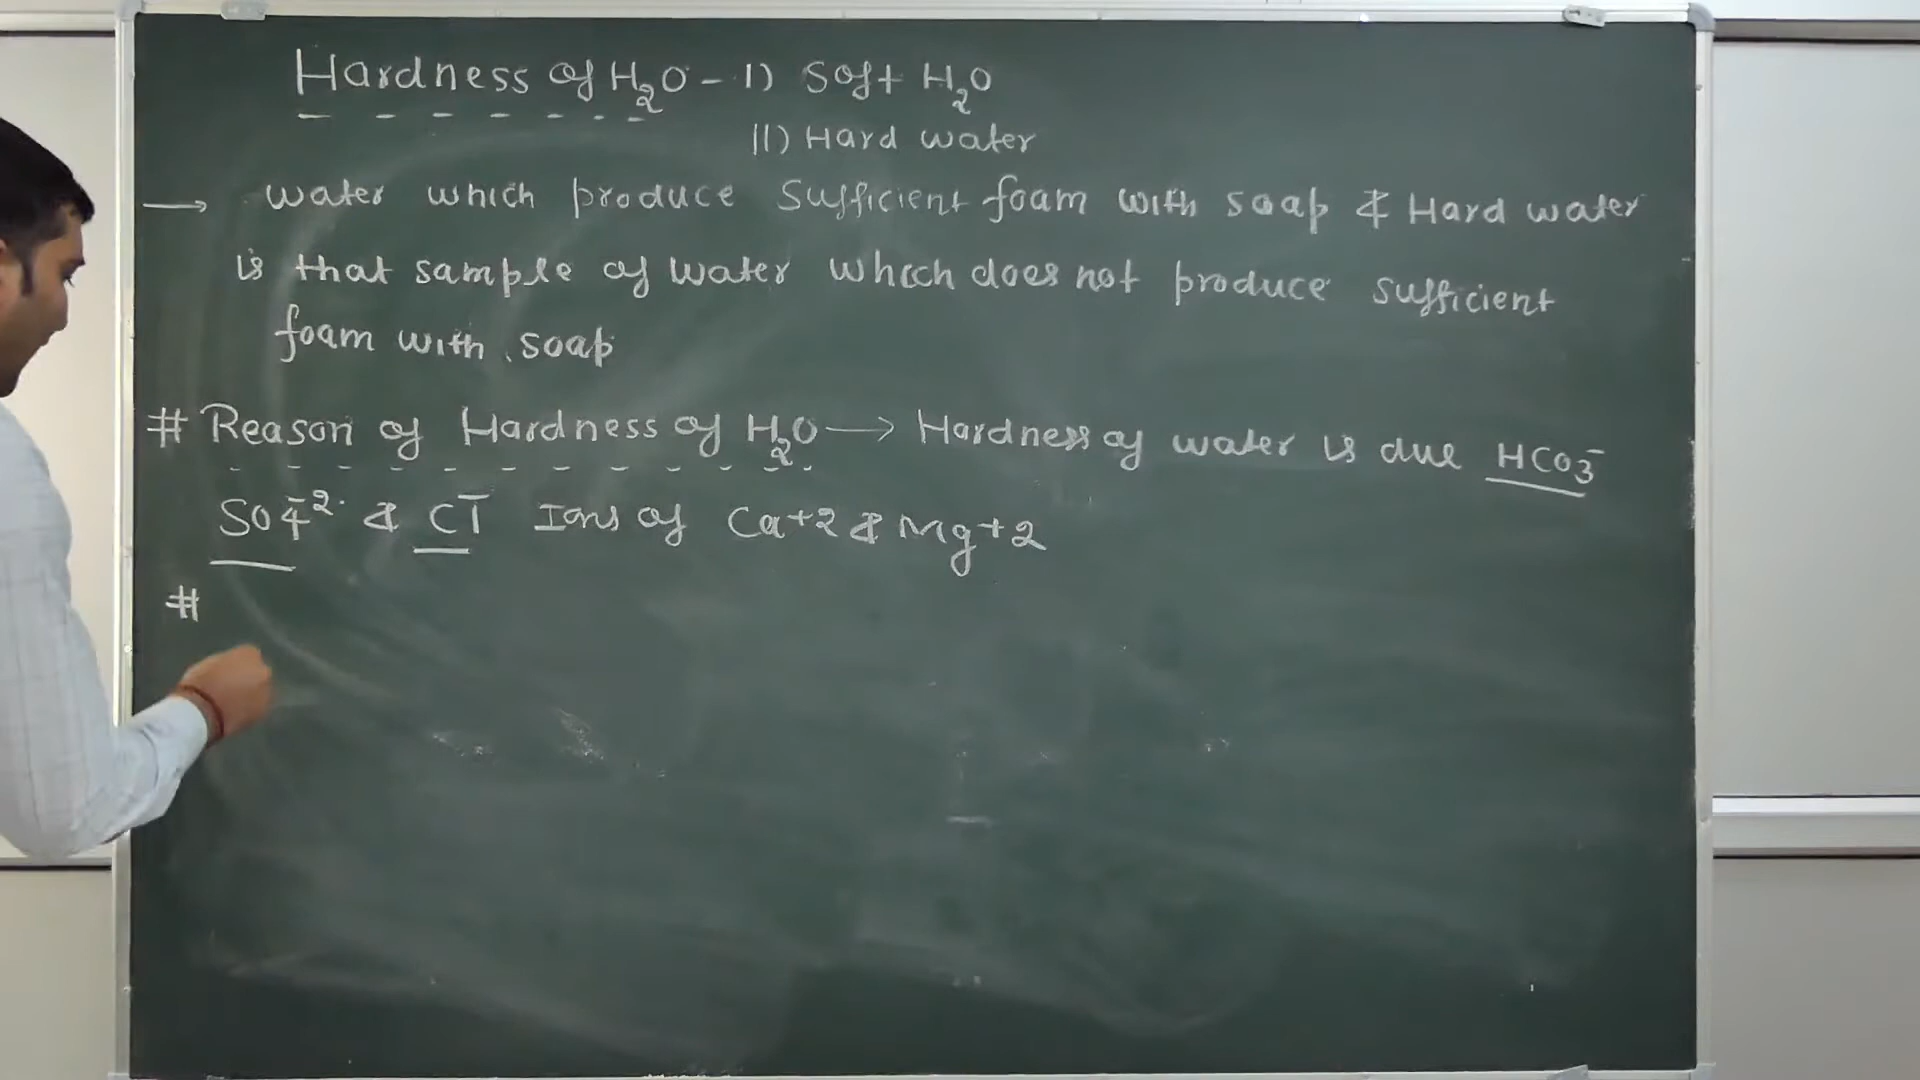 Hardness of H₂O - I) Soft H₂O
II) Hard water
→ water which produce Sufficient foam with soap & Hard water
is that sample of water which does not produce sufficient
foam with soap
# Reason of Hardness of H₂O → Hardness of water is due HCO₃⁻
SO₄⁻² & Cl⁻ Ions of Ca+2 & Mg+2
#